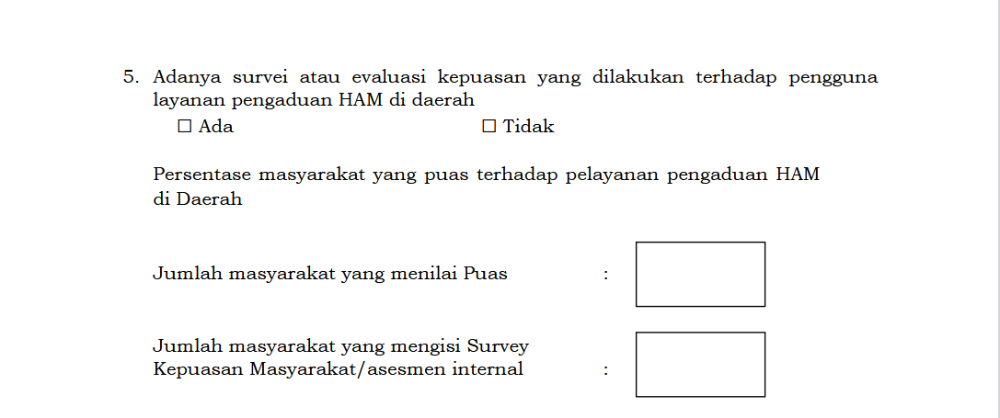 5. Adanya survei atau evaluasi kepuasan yang dilakukan terhadap pengguna
layanan pengaduan HAM di daerah
☐ Ada ☐ Tidak
Persentase masyarakat yang puas terhadap pelayanan pengaduan HAM
di Daerah
Jumlah masyarakat yang menilai Puas :
Jumlah masyarakat yang mengisi Survey
Kepuasan Masyarakat/asesmen internal :